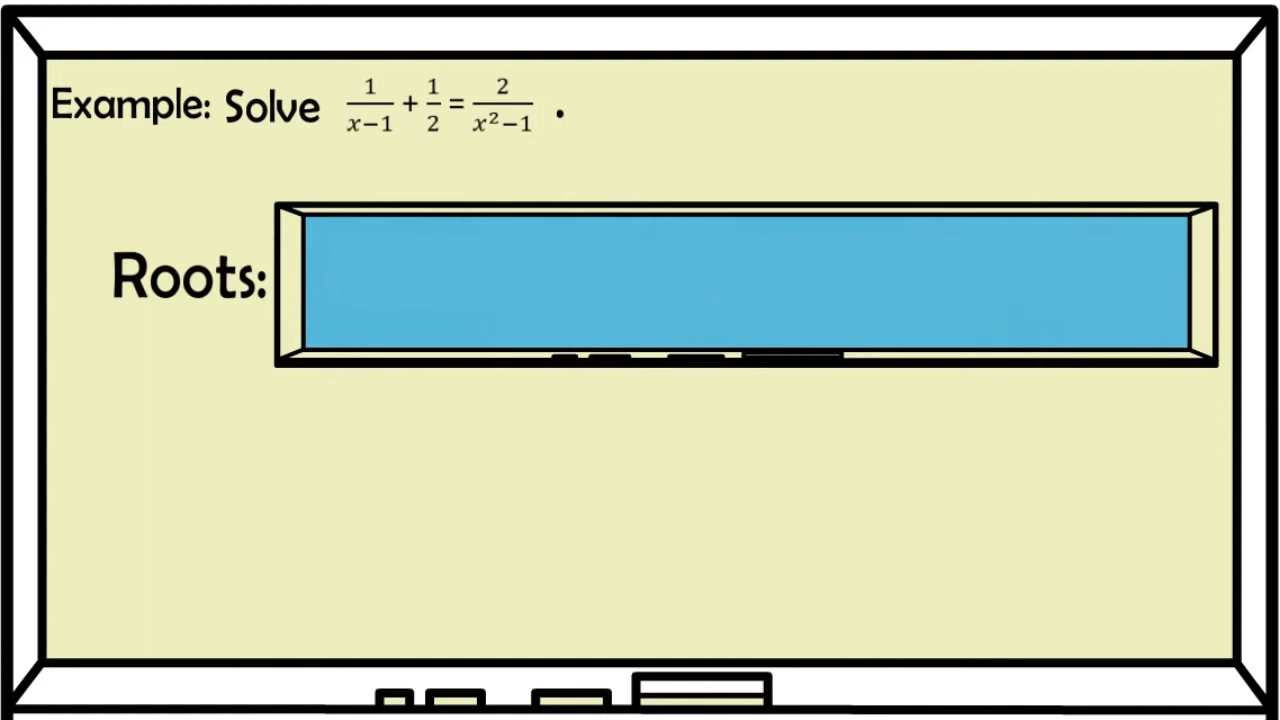 Example: Solve 1/(x−1) + 1/2 = 2/(x²−1) .
Roots: